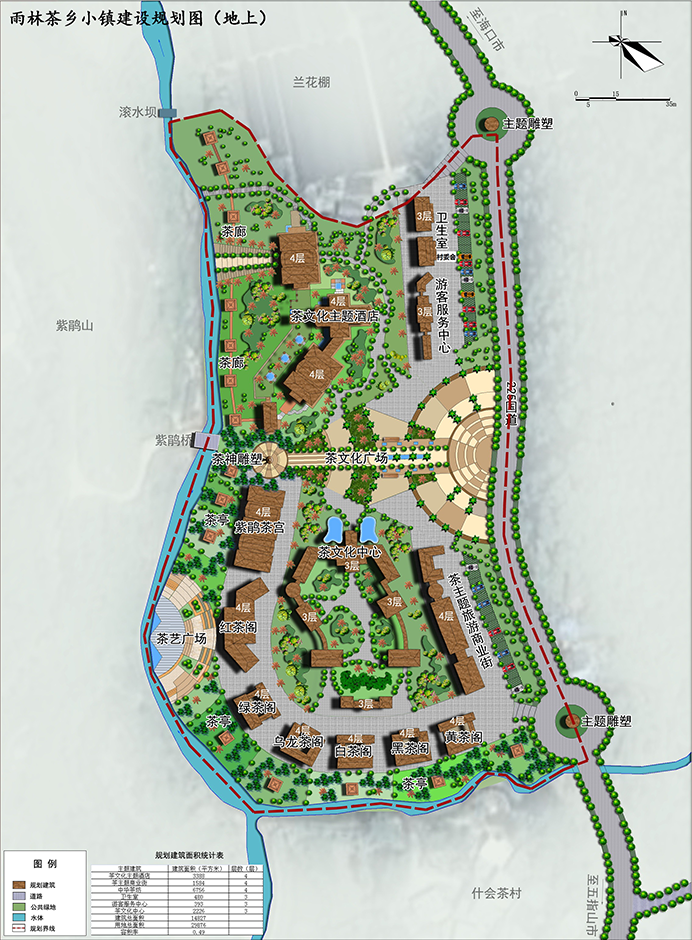 雨林茶乡小镇建设规划图（地上）
至海口市
N
0 15
5 35m
兰花棚
滚水坝
主题雕塑
3层
卫生室
村委会
茶廊
4层
游客服务中心
3层
4层
茶文化主题酒店
紫鹃山
茶廊
4层
226国道
紫鹃桥
茶神雕塑
茶文化广场
4层
茶亭
紫鹃茶宫
茶文化中心
3层
茶主题旅游商业街
3层
4层
4层
3层
红茶阁
茶艺广场
4层
绿茶阁
3层
茶亭
主题雕塑
4层
乌龙茶阁
4层
白茶阁
4层
黑茶阁
4层
黄茶阁
茶亭
图 例
规划建筑
道路
公共绿地
水体
规划界线
规划建筑面积统计表
主题建筑 建筑面积（平方米） 层数（层）
茶文化主题酒店 3388 4
茶主题商业街 1584 4
中华茶坊 6756 4
卫生室 480 3
游客服务中心 793 3
茶文化中心 2226 3
建筑总面积 14827
用地总面积 29876
容积率 0.49
什会茶村
至五指山市